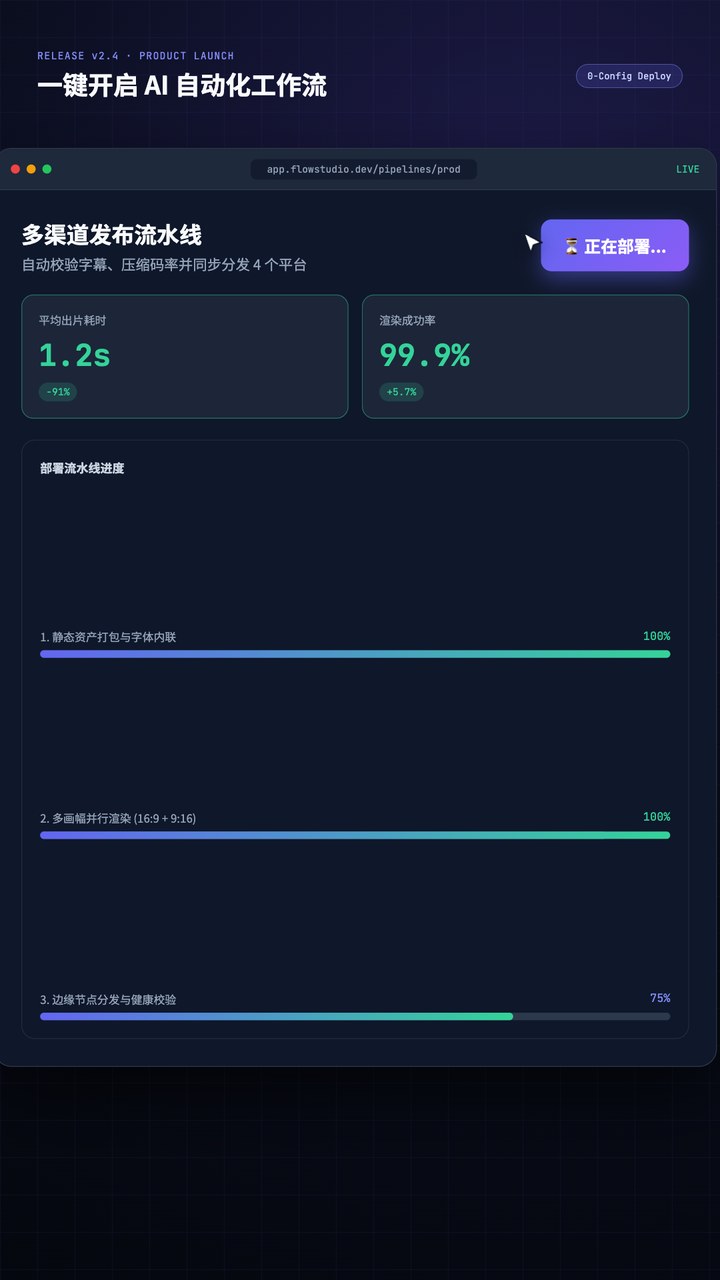 RELEASE v2.4 · PRODUCT LAUNCH
一键开启 AI 自动化工作流
0-Config Deploy
app.flowstudio.dev/pipelines/prod
LIVE
多渠道发布流水线
自动校验字幕、压缩码率并同步分发 4 个平台
⏳ 正在部署...
平均出片耗时
1.2s
-91%
渲染成功率
99.9%
+5.7%
部署流水线进度
1. 静态资产打包与字体内联
100%
2. 多画幅并行渲染 (16:9 + 9:16)
100%
3. 边缘节点分发与健康校验
75%